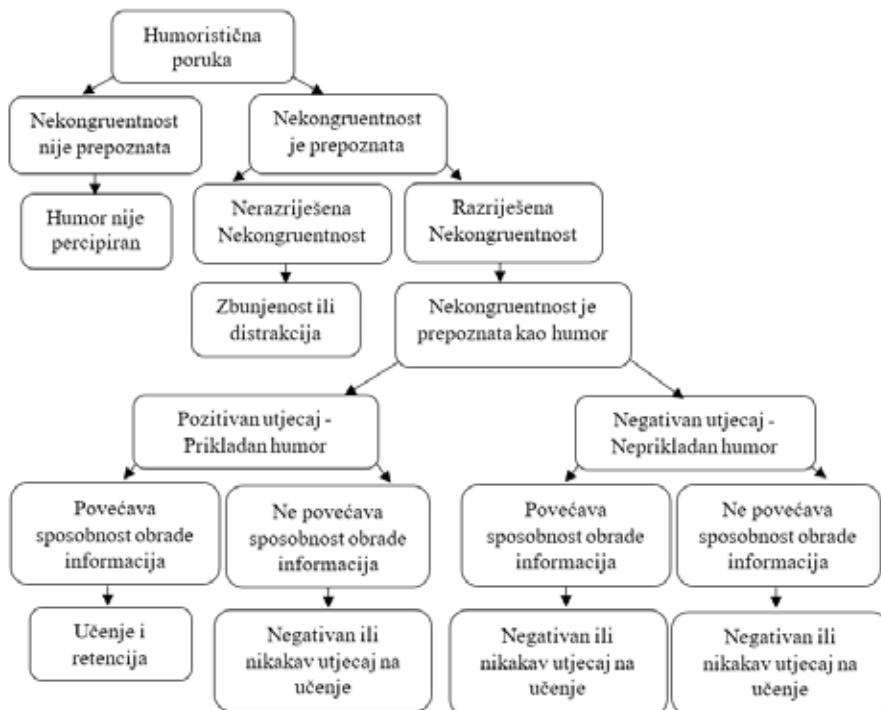 Humoristična
poruka
Nekongruentnost
nije prepoznata
Nekongruentnost
je prepoznata
Humor nije
percipiran
Nerazriješena
Nekongruentnost
Razriješena
Nekongruentnost
Zbunjenost ili
distrakcija
Nekongruentnost je
prepoznata kao humor
Pozitivan utjecaj -
Prikladan humor
Negativan utjecaj -
Neprikladan humor
Povećava
sposobnost obrade
informacija
Ne povećava
sposobnost obrade
informacija
Povećava
sposobnost obrade
informacija
Ne povećava
sposobnost obrade
informacija
Učenje i
retencija
Negativan ili
nikakav utjecaj na
učenje
Negativan ili
nikakav utjecaj na
učenje
Negativan ili
nikakav utjecaj na
učenje